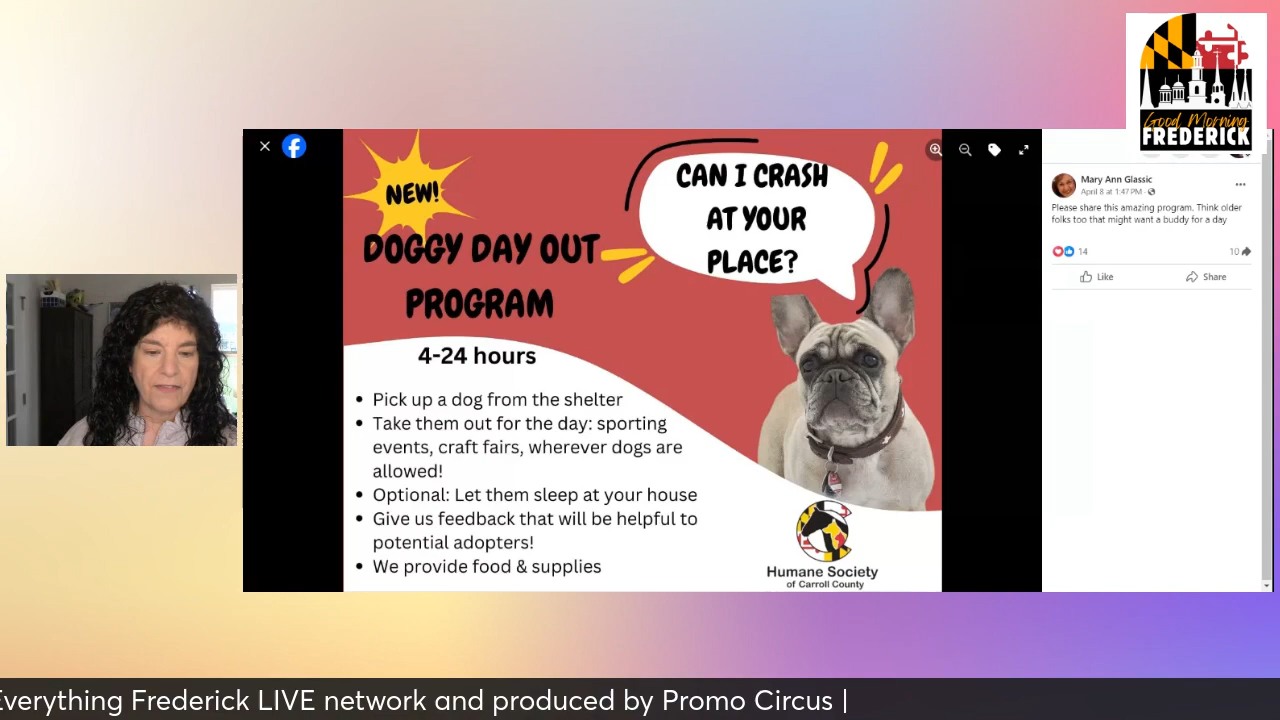 Good Morning
FREDERICK
NEW!
DOGGY DAY OUT
PROGRAM
CAN I CRASH
AT YOUR
PLACE?
4-24 hours
• Pick up a dog from the shelter
• Take them out for the day: sporting
events, craft fairs, wherever dogs are
allowed!
• Optional: Let them sleep at your house
• Give us feedback that will be helpful to
potential adopters!
• We provide food & supplies
Humane Society
of Carroll County
Mary Ann Glassic
April 8 at 1:47 PM ·
Please share this amazing program. Think older
folks too that might want a buddy for a day
14
10
Like
Share
Everything Frederick LIVE network and produced by Promo Circus |